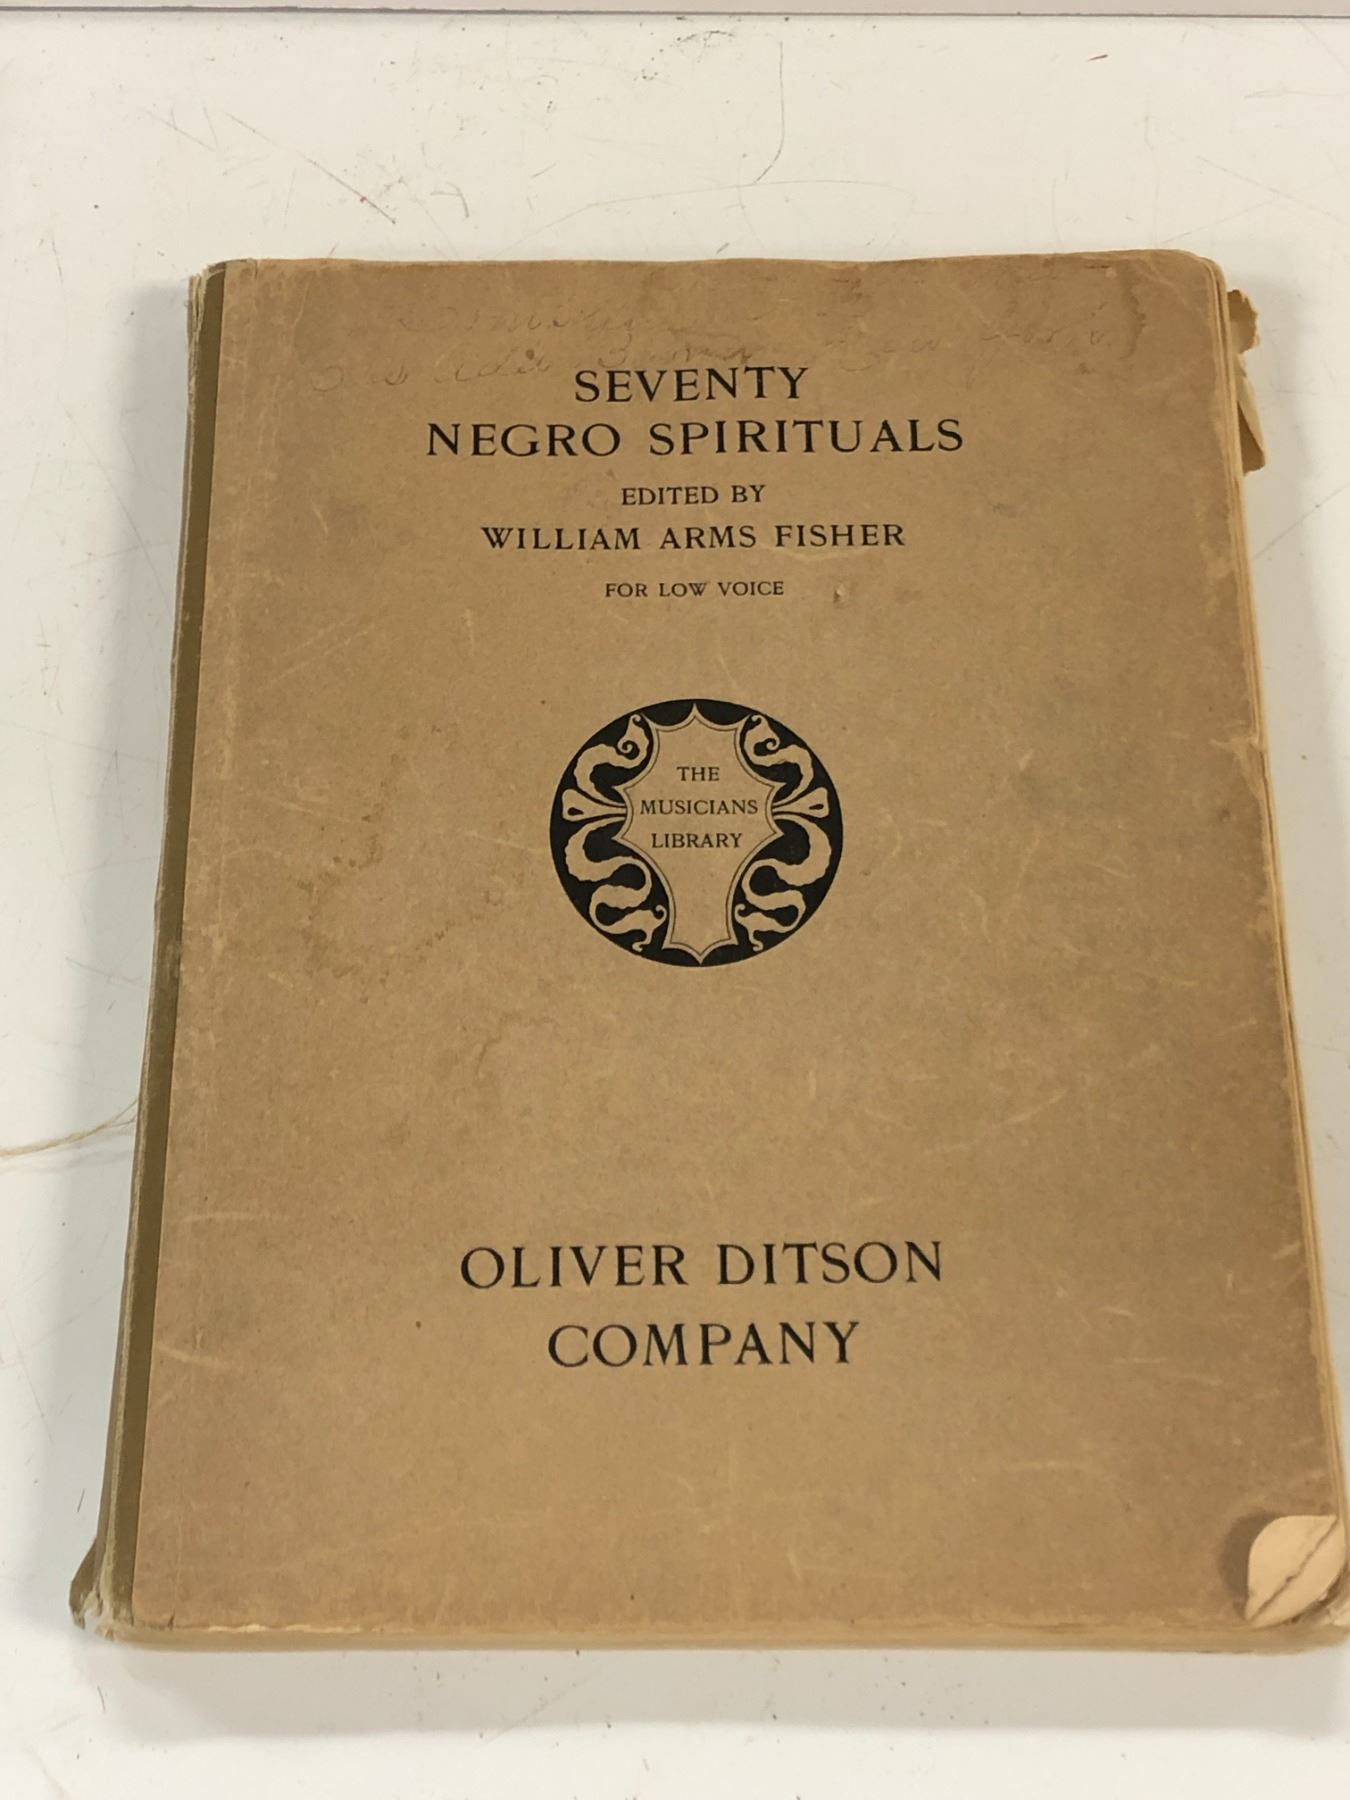 SEVENTY
NEGRO SPIRITUALS
EDITED BY
WILLIAM ARMS FISHER
FOR LOW VOICE
THE
MUSICIANS
LIBRARY
OLIVER DITSON
COMPANY